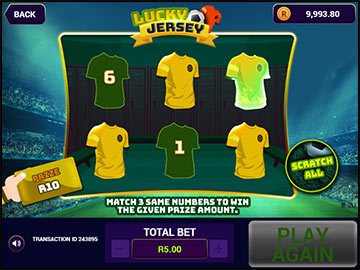 BACK
LUCKY
JERSEY
R
9,993.80
6
1
PRIZE
R10
SCRATCH
ALL
MATCH 3 SAME NUMBERS TO WIN
THE GIVEN PRIZE AMOUNT.
TRANSACTION ID 243895
TOTAL BET
-
R5.00
+
PLAY
AGAIN